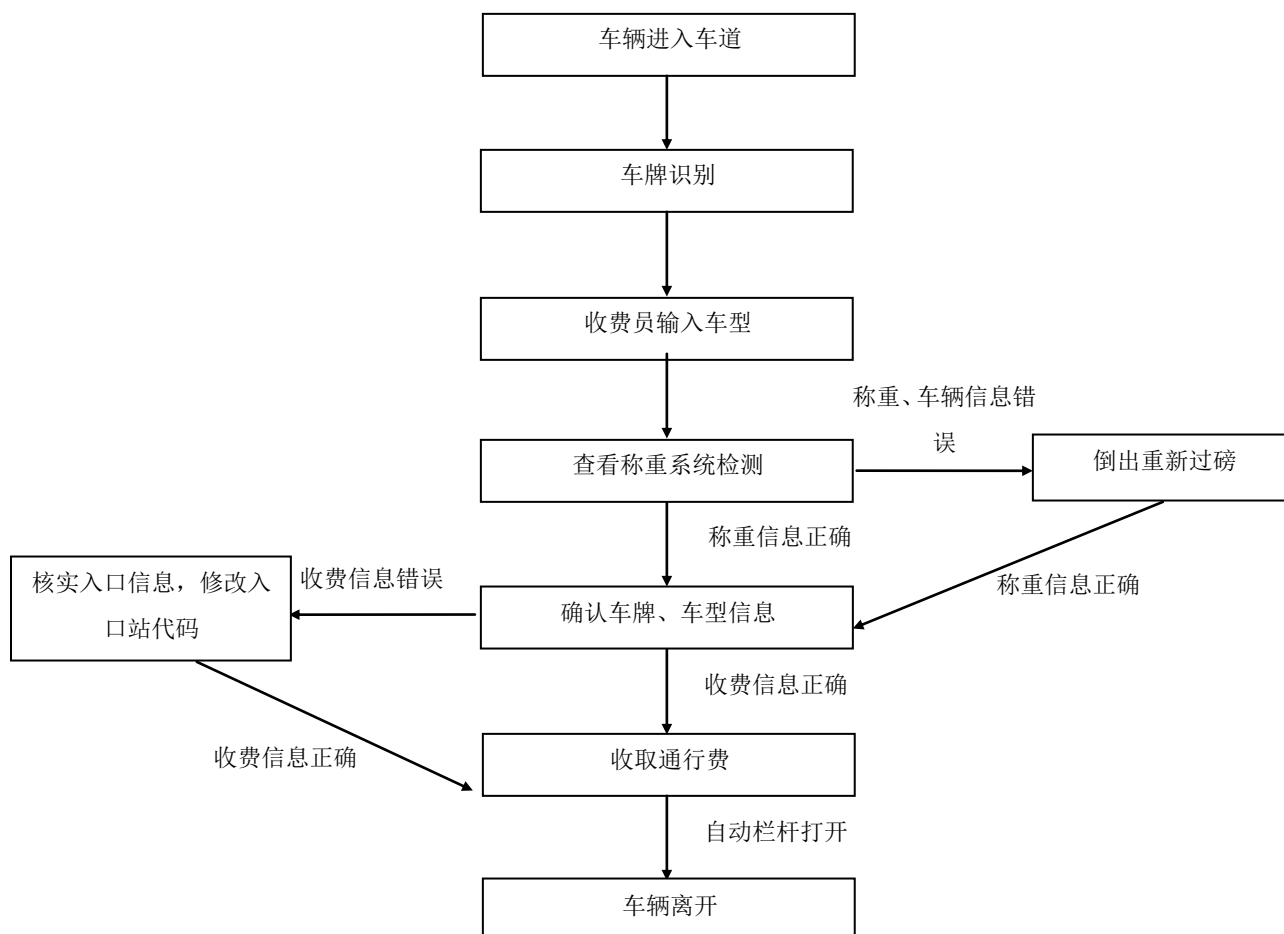 车辆进入车道
车牌识别
收费员输入车型
称重、车辆信息错
误
查看称重系统检测
倒出重新过磅
称重信息正确
核实入口信息，修改入
口站代码
收费信息错误
确认车牌、车型信息
称重信息正确
收费信息正确
收费信息正确
收取通行费
自动栏杆打开
车辆离开